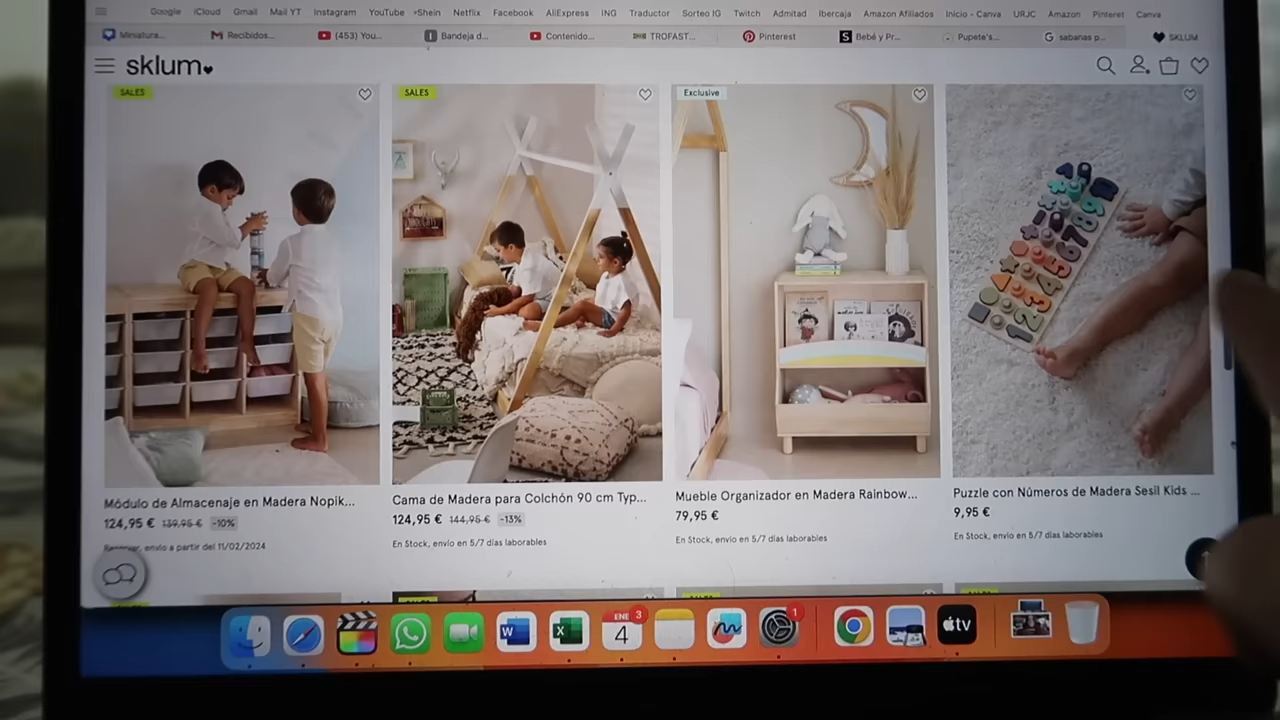 Google iCloud Gmail Mail YT Instagram YouTube Shein Netflix Facebook AliExpress ING Traductor Sorteo IG Twitch Admitad Ibercaja Amazon Afiliados Inicio - Canva URJC Amazon Pinteret Canva
Miniatura... Recibidos... (453) You... Bandeja d... Contenido... TROFAST... Pinterest Bebé y Pr... Pupete's... sabanas p... SKLUM
sklum
SALES
SALES
Exclusive
Módulo de Almacenaje en Madera Nopik...
124,95 € 139,95 € -10%
envío a partir del 11/02/2024
Cama de Madera para Colchón 90 cm Typ...
124,95 € 144,95 € -13%
En Stock, envío en 5/7 días laborables
Mueble Organizador en Madera Rainbow...
79,95 €
En Stock, envío en 5/7 días laborables
Puzzle con Números de Madera Sesil Kids ...
9,95 €
En Stock, envío en 5/7 días laborables
ENE 3
4
1
tv